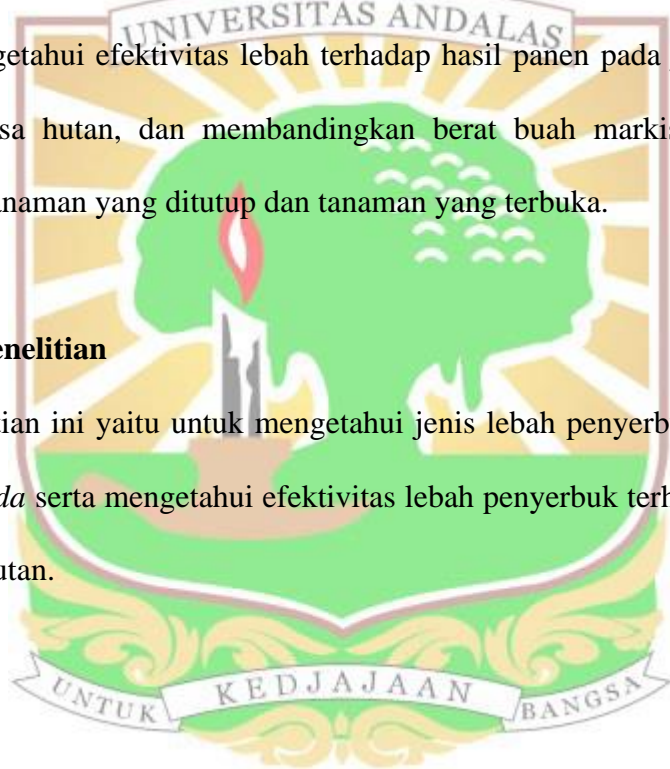 UNIVERSITAS ANDALAS
getahui efektivitas lebah terhadap hasil panen pada
sa hutan, dan membandingkan berat buah markis
anaman yang ditutup dan tanaman yang terbuka.
enelitian
tian ini yaitu untuk mengetahui jenis lebah penyerb
da serta mengetahui efektivitas lebah penyerbuk terh
utan.
UNTUK KEDJAJAAN BANGSA